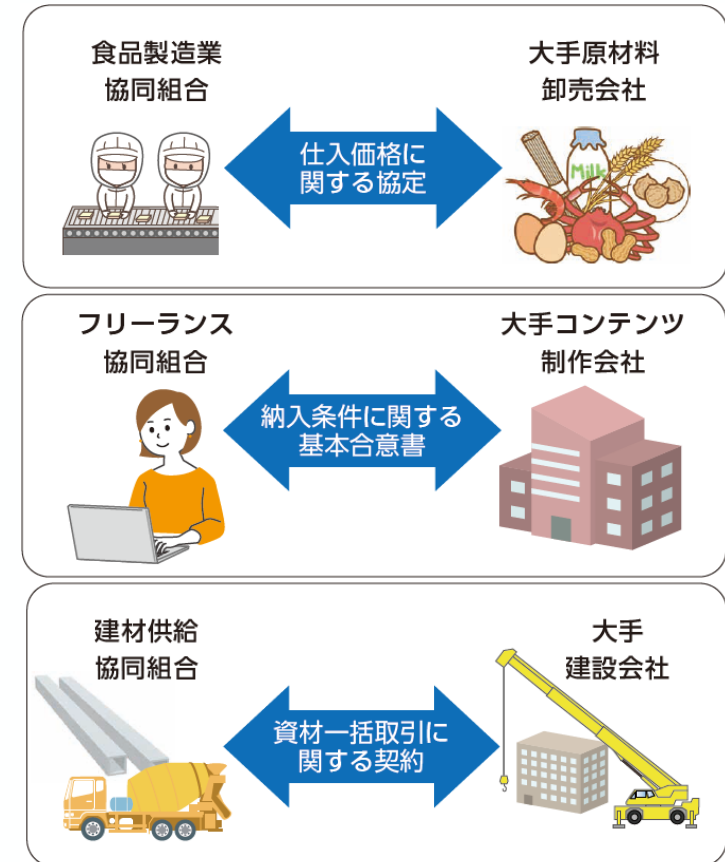 食品製造業
協同組合
仕入価格に
関する協定
大手原材料
卸売会社
Milk
フリーランス
協同組合
納入条件に関する
基本合意書
大手コンテンツ
制作会社
建材供給
協同組合
資材一括取引に
関する契約
大手
建設会社